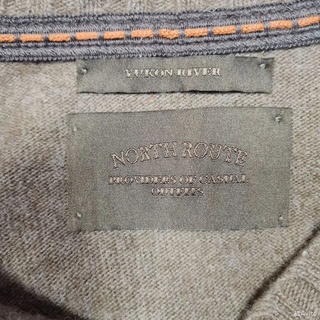 YUKON RIVER
NORTH ROUTE
PROVIDERS OF CASUAL
OUTFITS